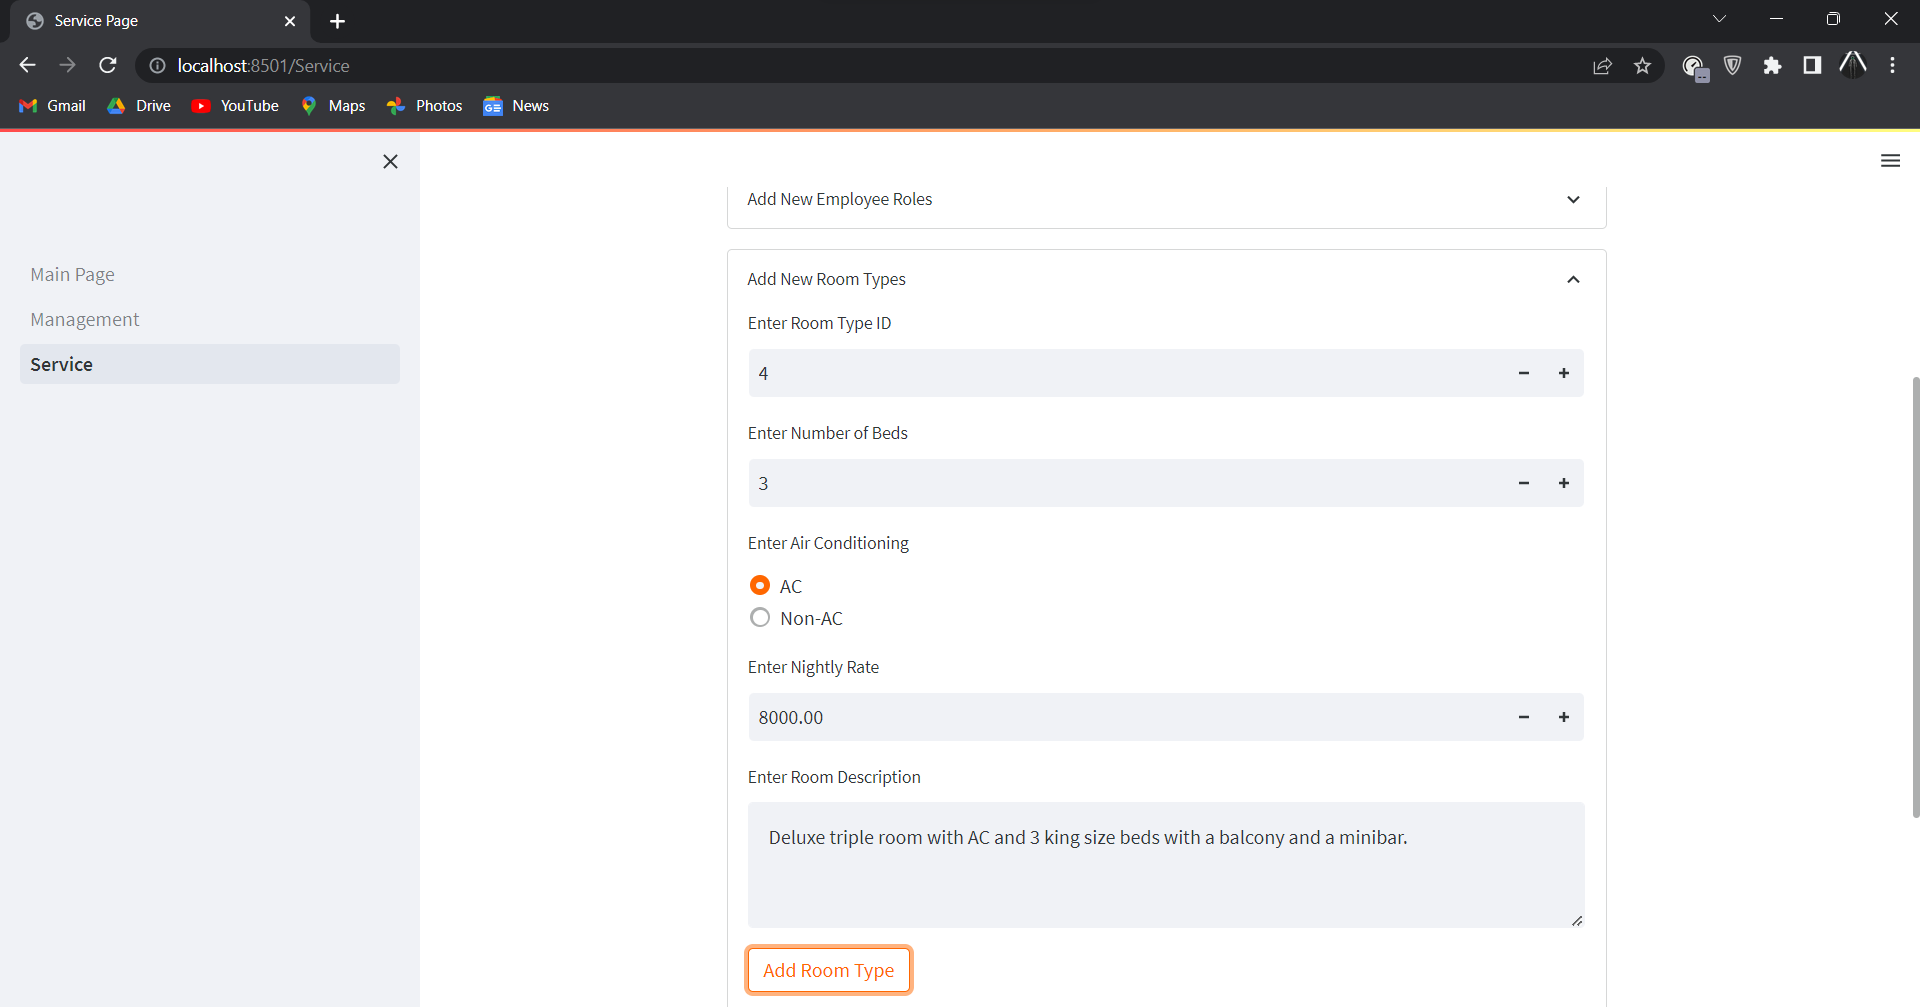 Service Page
localhost:8501/Service
Gmail Drive YouTube Maps Photos News
Main Page
Management
Service
Add New Employee Roles
Add New Room Types
Enter Room Type ID
4
Enter Number of Beds
3
Enter Air Conditioning
AC
Non-AC
Enter Nightly Rate
8000.00
Enter Room Description
Deluxe triple room with AC and 3 king size beds with a balcony and a minibar.
Add Room Type